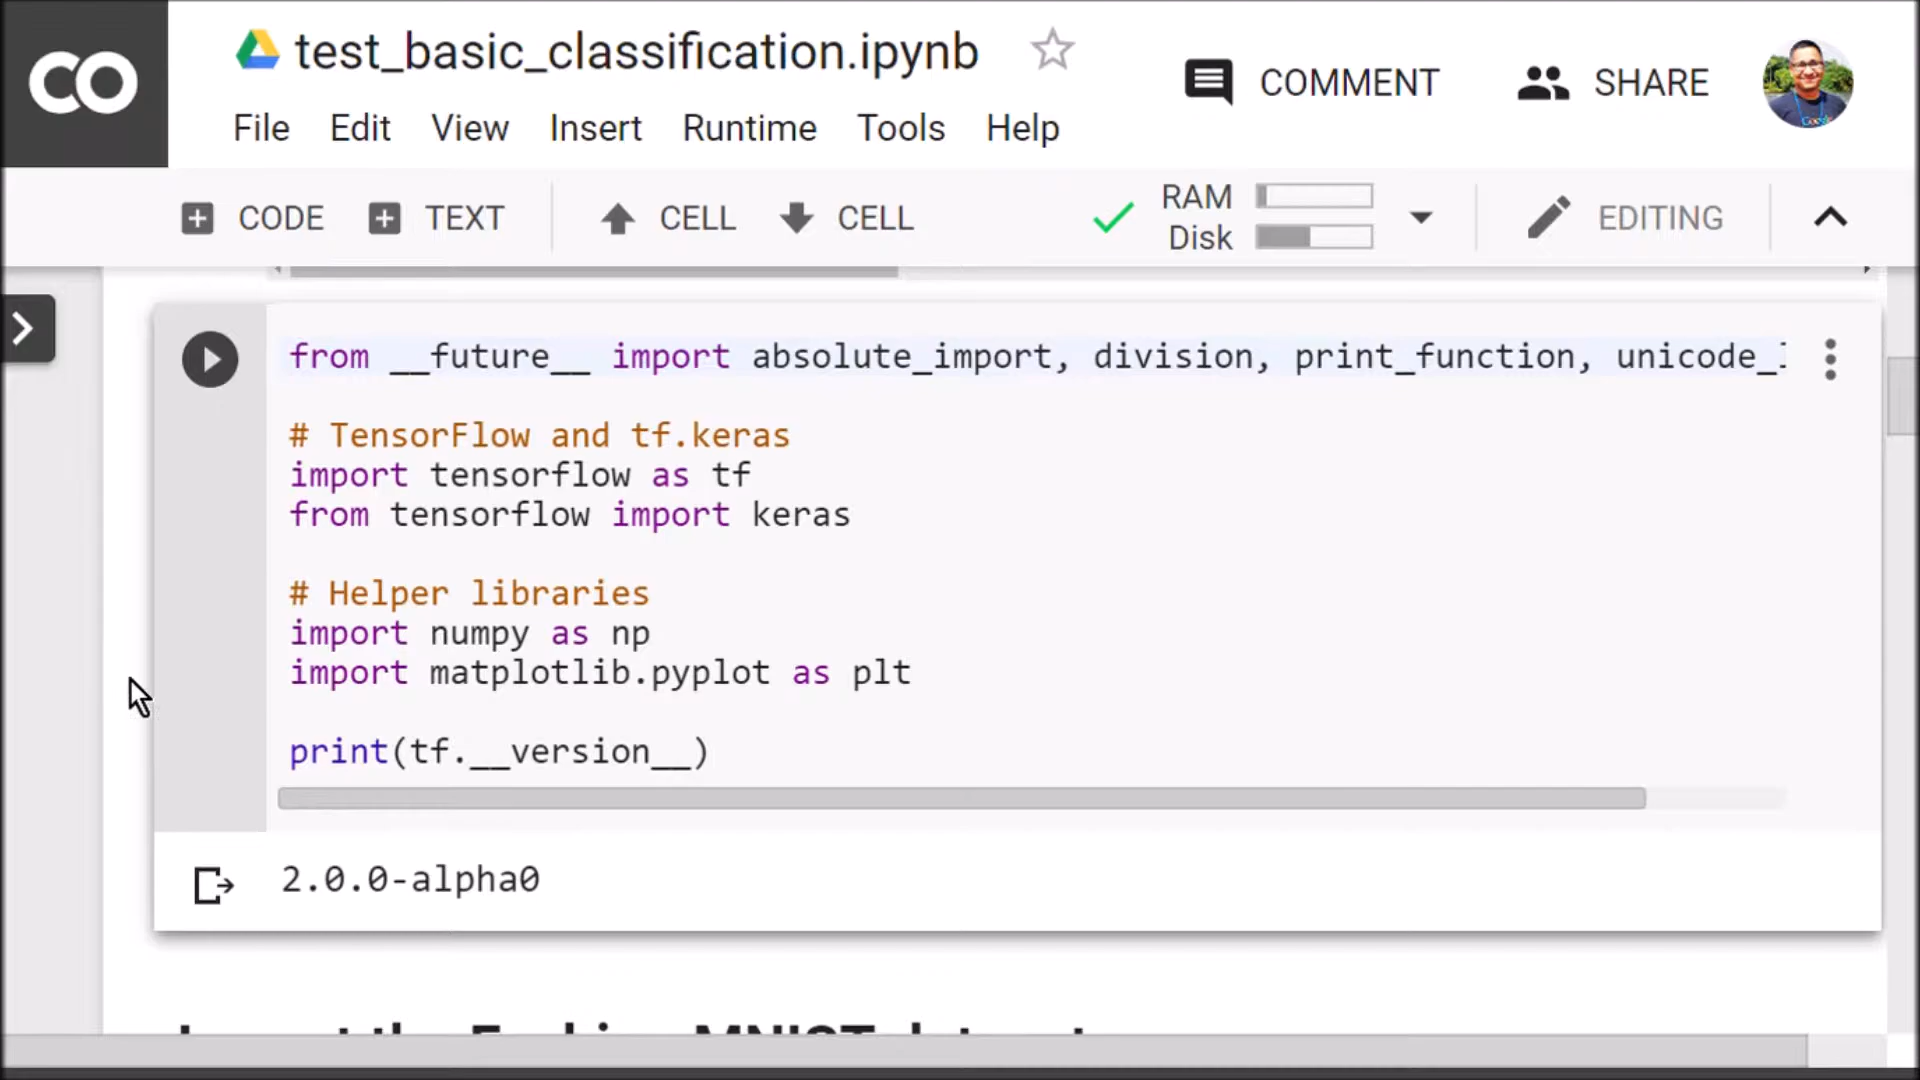 CO
test_basic_classification.ipynb
COMMENT
SHARE
File Edit View Insert Runtime Tools Help
CODE TEXT CELL CELL RAM Disk EDITING
from __future__ import absolute_import, division, print_function, unicode_
# TensorFlow and tf.keras
import tensorflow as tf
from tensorflow import keras
# Helper libraries
import numpy as np
import matplotlib.pyplot as plt
print(tf.__version__)
2.0.0-alpha0